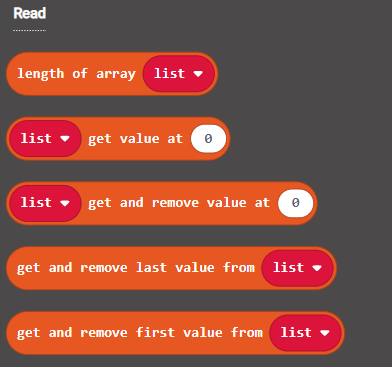 Read
length of array list
list get value at 0
list get and remove value at 0
get and remove last value from list
get and remove first value from list